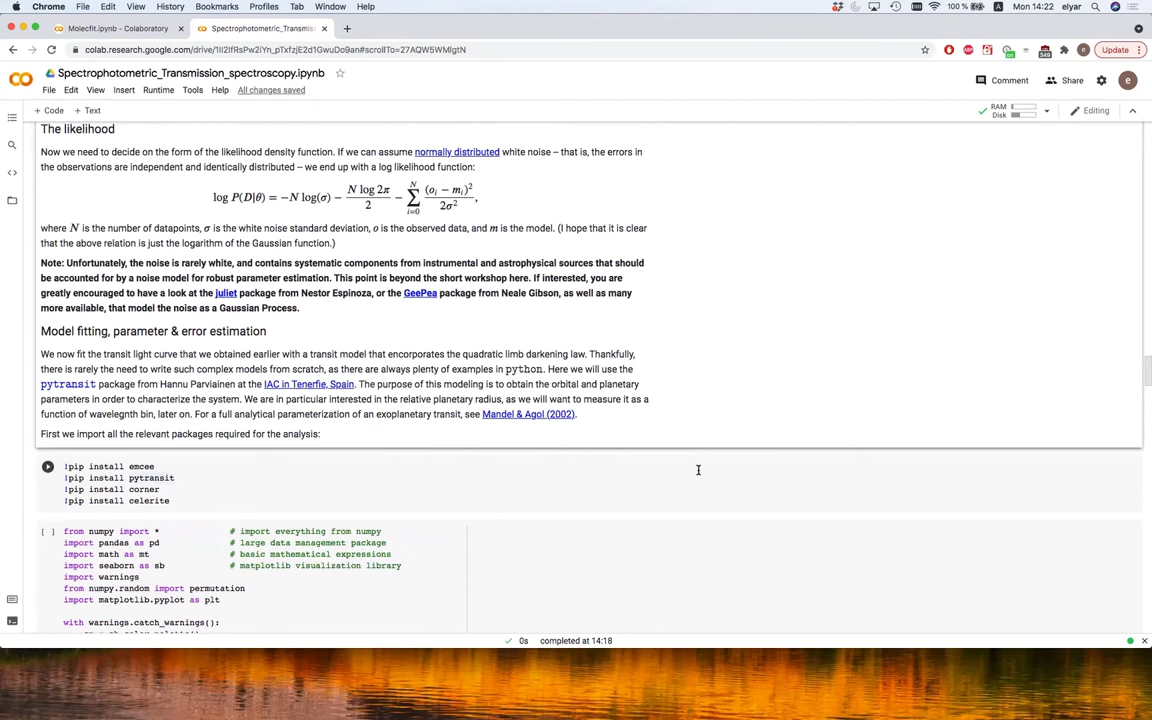 Chrome File Edit View History Bookmarks Profiles Tab Window Help 100 % Mon 14:22 elyar
Molecfit.ipynb - Colaboratory × Spectrophotometric_Transmiss × +
colab.research.google.com/drive/1II2IfRsPw2iYn_pTxfzjE2d1GwuDo9an#scrollTo=27AQW5WMlgtN Update
Spectrophotometric_Transmission_spectroscopy.ipynb
Comment Share
File Edit View Insert Runtime Tools Help All changes saved
+ Code + Text RAM Disk Editing
The likelihood
Now we need to decide on the form of the likelihood density function. If we can assume normally distributed white noise – that is, the errors in
the observations are independent and identically distributed – we end up with a log likelihood function:
log P(D|θ) = −N log(σ) − N log 2π / 2 − ∑ i=0 N (oᵢ − mᵢ)² / 2σ² ,
where N is the number of datapoints, σ is the white noise standard deviation, o is the observed data, and m is the model. (I hope that it is clear
that the above relation is just the logarithm of the Gaussian function.)
Note: Unfortunately, the noise is rarely white, and contains systematic components from instrumental and astrophysical sources that should
be accounted for by a noise model for robust parameter estimation. This point is beyond the short workshop here. If interested, you are
greatly encouraged to have a look at the juliet package from Nestor Espinoza, or the GeePea package from Neale Gibson, as well as many
more available, that model the noise as a Gaussian Process.
Model fitting, parameter & error estimation
We now fit the transit light curve that we obtained earlier with a transit model that encorporates the quadratic limb darkening law. Thankfully,
there is rarely the need to write such complex models from scratch, as there are always plenty of examples in python. Here we will use the
pytransit package from Hannu Parviainen at the IAC in Tenerfie, Spain. The purpose of this modeling is to obtain the orbital and planetary
parameters in order to characterize the system. We are in particular interested in the relative planetary radius, as we will want to measure it as a
function of wavelegnth bin, later on. For a full analytical parameterization of an exoplanetary transit, see Mandel & Agol (2002).
First we import all the relevant packages required for the analysis:
!pip install emcee
!pip install pytransit
!pip install corner
!pip install celerite
[ ] from numpy import * # import everything from numpy
import pandas as pd # large data management package
import math as mt # basic mathematical expressions
import seaborn as sb # matplotlib visualization library
import warnings
from numpy.random import permutation
import matplotlib.pyplot as plt
with warnings.catch_warnings():
0s completed at 14:18